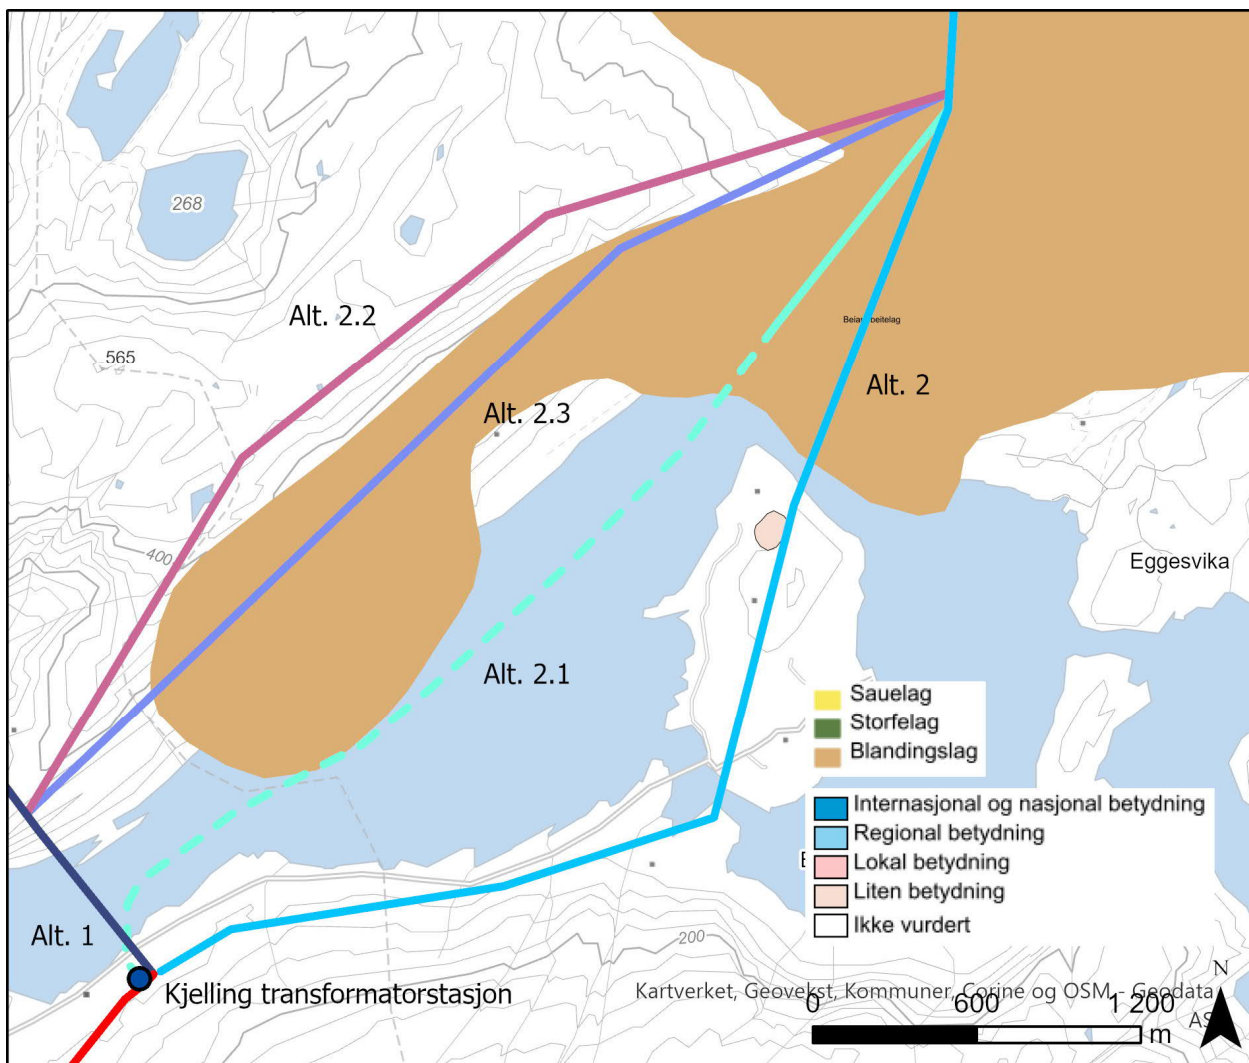 268
Alt. 2.2
565
Beiarn beitelag
Alt. 2
Alt. 2.3
400
Eggesvika
Alt. 2.1
Sauelag
Storfelag
Blandingslag
Internasjonal og nasjonal betydning
Regional betydning
Lokal betydning
Liten betydning
Ikke vurdert
Alt. 1
200
Kjelling transformatorstasjon
N
Kartverket, Geovekst, Kommuner, Corine og OSM - Geodata
AS
0 600 1 200
m